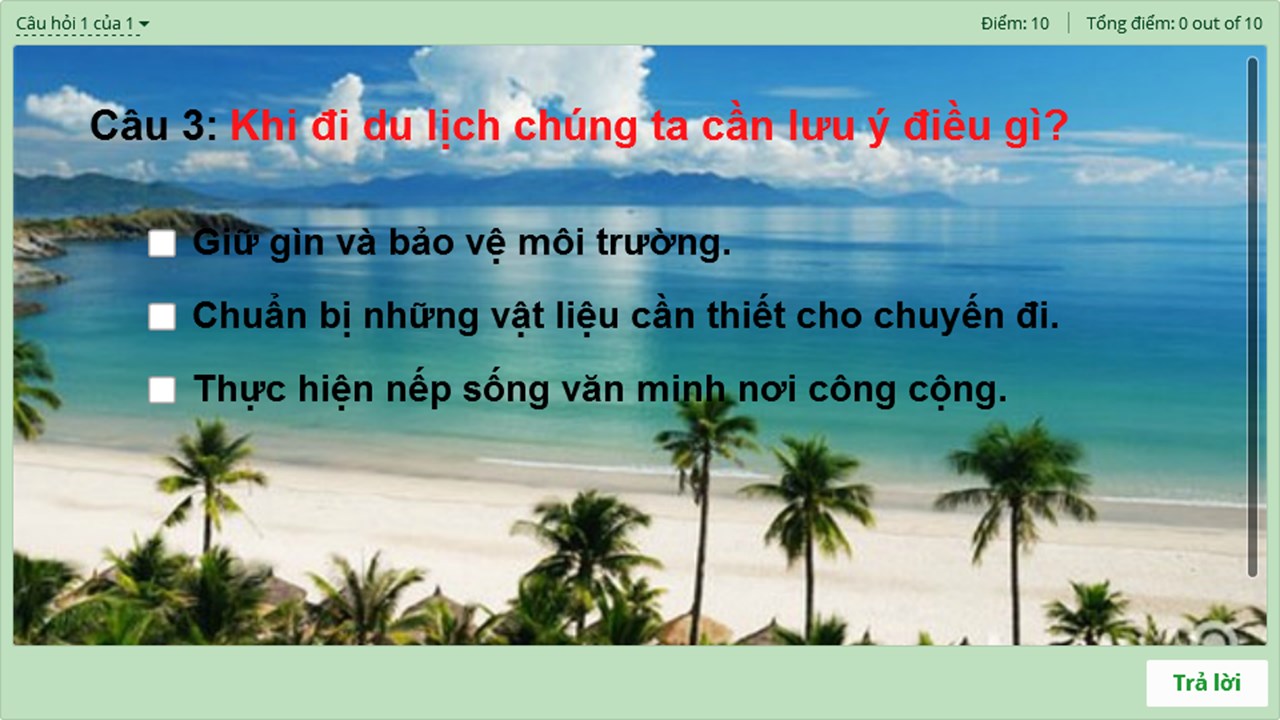 Câu hỏi 1 của 1
Điểm: 10 | Tổng điểm: 0 out of 10
Câu 3: Khi đi du lịch chúng ta cần lưu ý điều gì?
Giữ gìn và bảo vệ môi trường.
Chuẩn bị những vật liệu cần thiết cho chuyến đi.
Thực hiện nếp sống văn minh nơi công cộng.
Trả lời